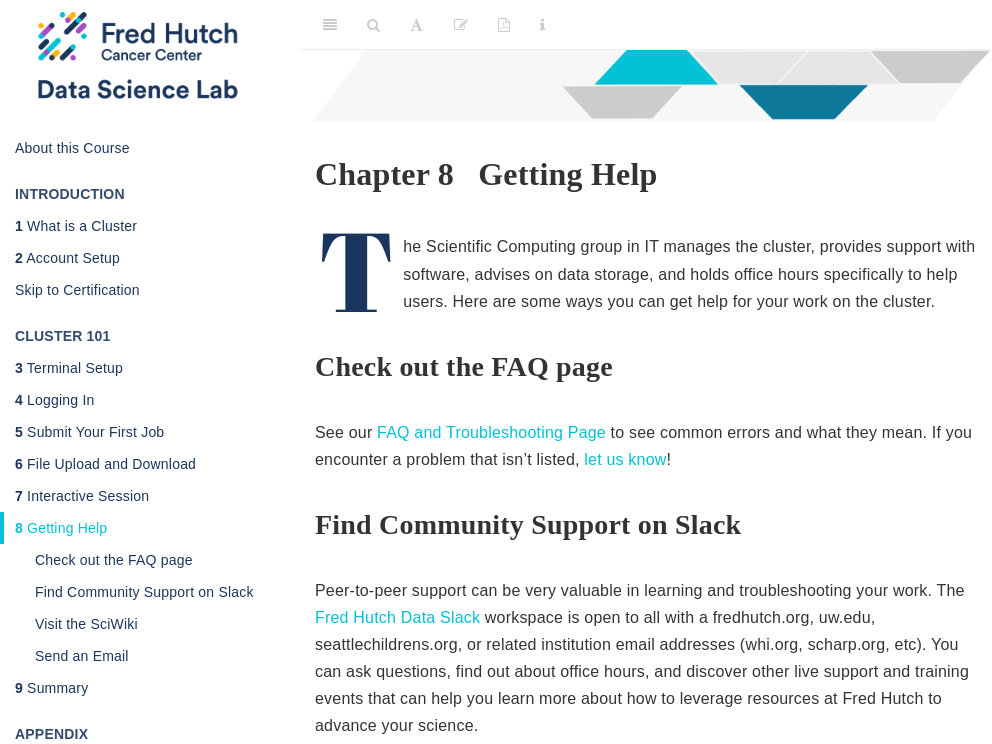 Fred Hutch
Cancer Center
Data Science Lab
About this Course
INTRODUCTION
1 What is a Cluster
2 Account Setup
Skip to Certification
CLUSTER 101
3 Terminal Setup
4 Logging In
5 Submit Your First Job
6 File Upload and Download
7 Interactive Session
8 Getting Help
Check out the FAQ page
Find Community Support on Slack
Visit the SciWiki
Send an Email
9 Summary
APPENDIX
Chapter 8 Getting Help
The Scientific Computing group in IT manages the cluster, provides support with
software, advises on data storage, and holds office hours specifically to help
users. Here are some ways you can get help for your work on the cluster.
Check out the FAQ page
See our FAQ and Troubleshooting Page to see common errors and what they mean. If you
encounter a problem that isn’t listed, let us know!
Find Community Support on Slack
Peer-to-peer support can be very valuable in learning and troubleshooting your work. The
Fred Hutch Data Slack workspace is open to all with a fredhutch.org, uw.edu,
seattlechildrens.org, or related institution email addresses (whi.org, scharp.org, etc). You
can ask questions, find out about office hours, and discover other live support and training
events that can help you learn more about how to leverage resources at Fred Hutch to
advance your science.